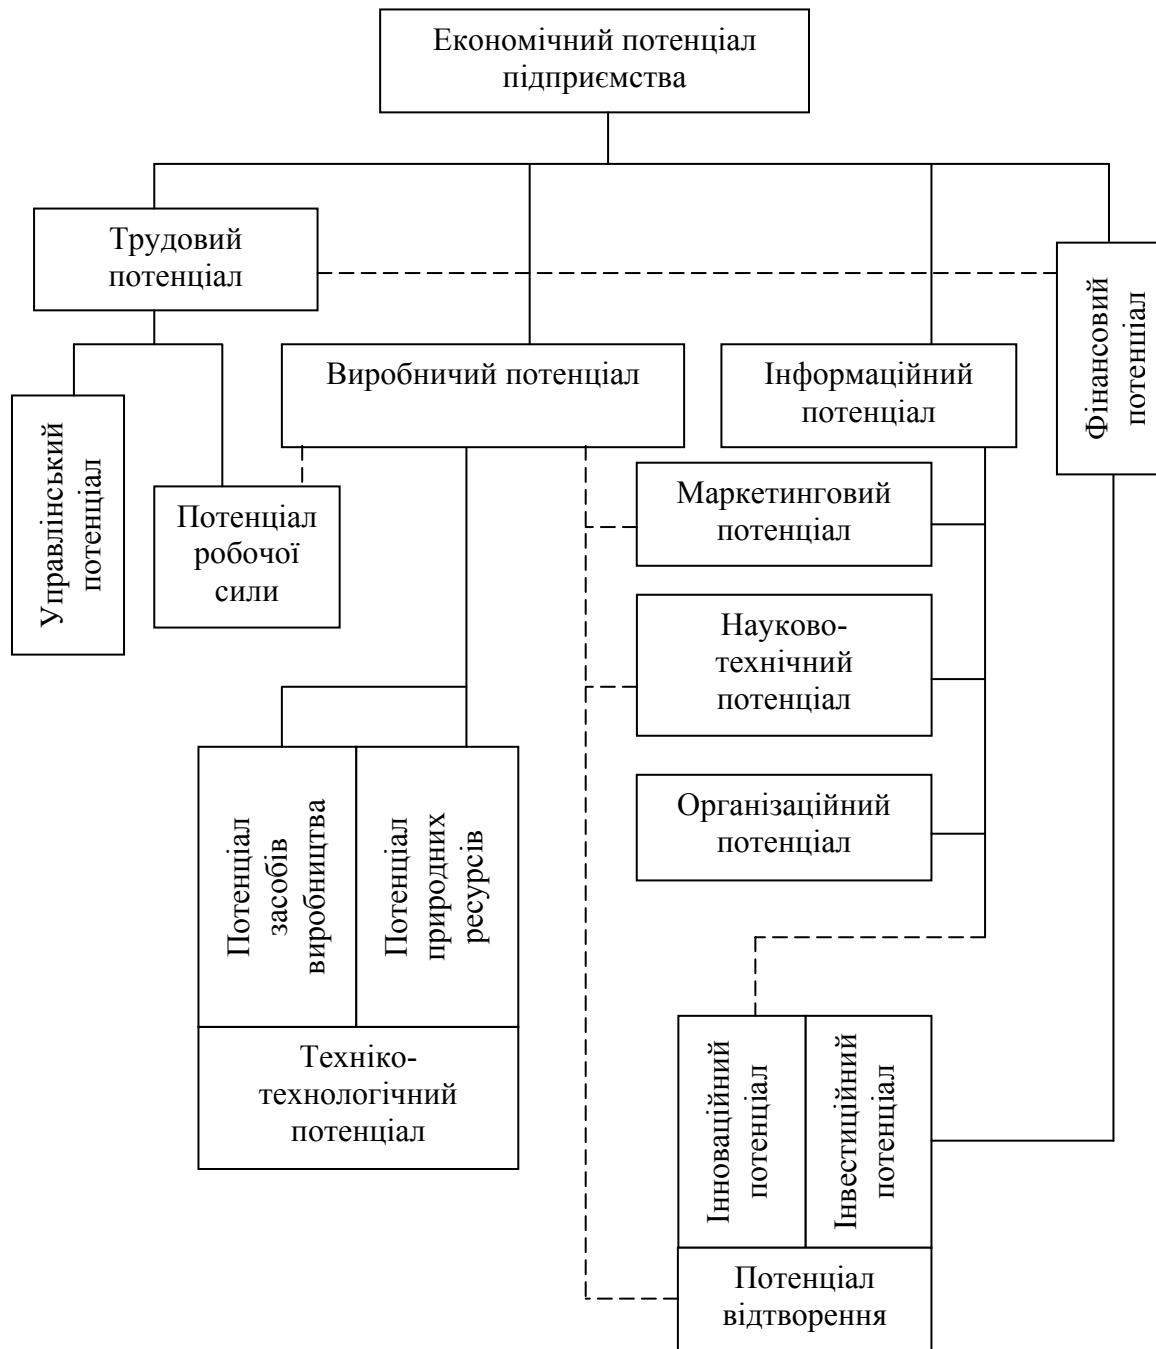 Економічний потенціал
підприємства
Трудовий
потенціал
Фінансовий
потенціал
Виробничий потенціал
Інформаційний
потенціал
Управлінський
потенціал
Потенціал
робочої
сили
Маркетинговий
потенціал
Науково-
технічний
потенціал
Організаційний
потенціал
Потенціал
засобів
виробництва
Потенціал
природних
ресурсів
Техніко-
технологічний
потенціал
Інноваційний
потенціал
Інвестиційний
потенціал
Потенціал
відтворення